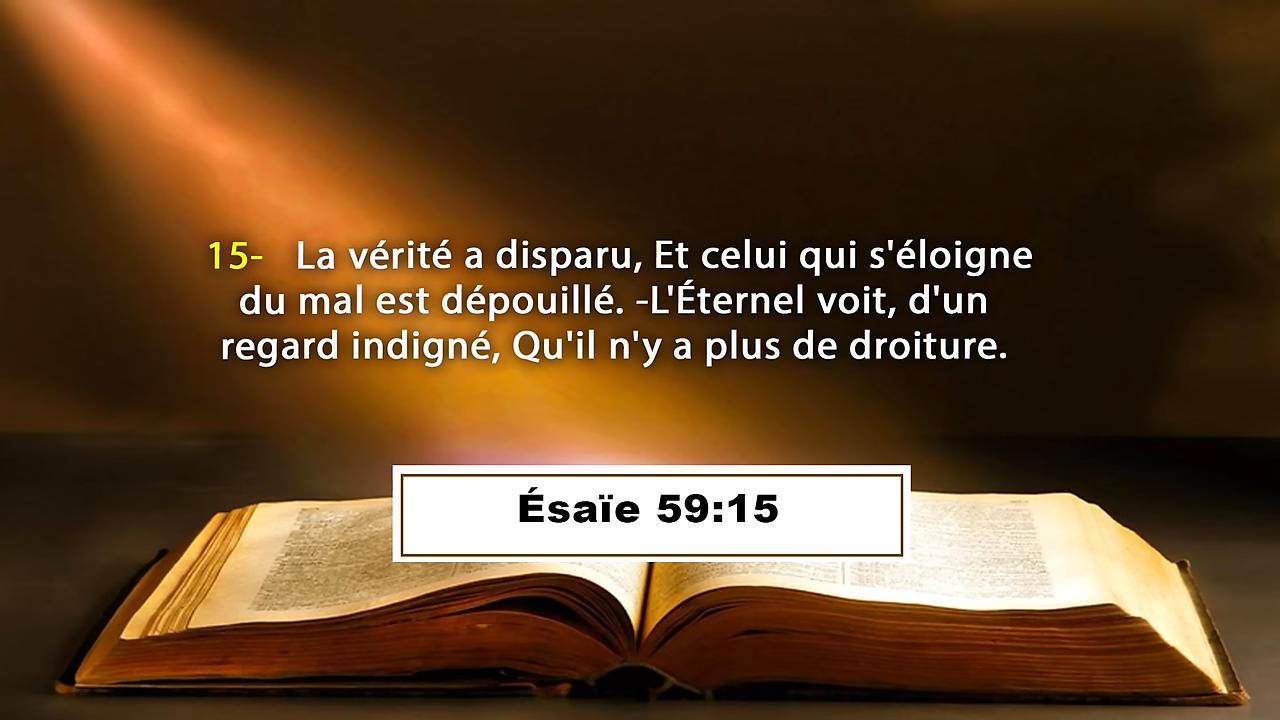 15- La vérité a disparu, Et celui qui s'éloigne
du mal est dépouillé. -L'Éternel voit, d'un
regard indigné, Qu'il n'y a plus de droiture.
Ésaïe 59:15